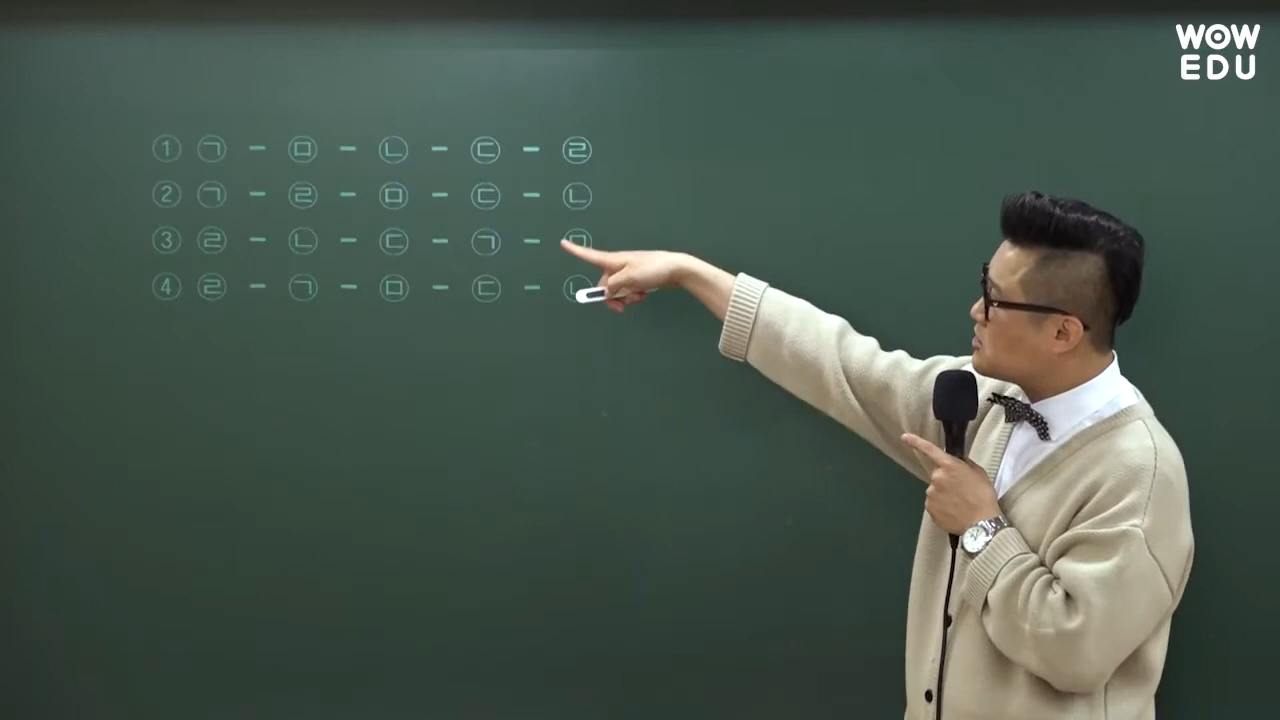 WOW
EDU
① ㉠ - ㉤ - ㉡ - ㉢ - ㉣
② ㉠ - ㉣ - ㉤ - ㉢ - ㉡
③ ㉣ - ㉡ - ㉢ - ㉠ - ㉤
④ ㉣ - ㉠ - ㉤ - ㉢ - ㉡